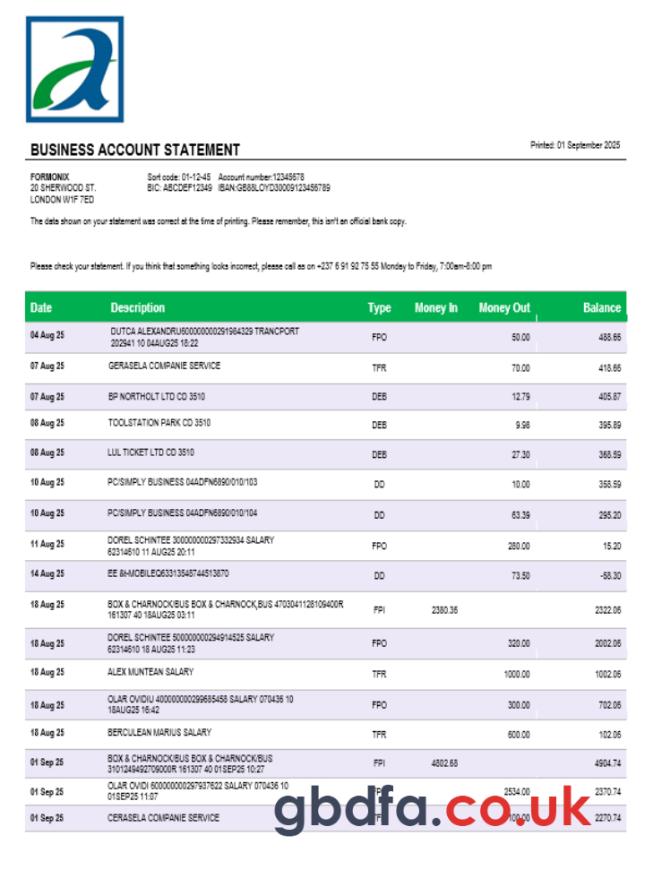 BUSINESS ACCOUNT STATEMENT
Printed: 01 September 2025
FORMONIX
20 SHERWOOD ST.
LONDON W1F 7ED
Sort code: 01-12-45 Account number:12345678
BIC: ABCDEF12349 IBAN:GB88LOYD30009123456789
The data shown on your statement was correct at the time of printing. Please remember, this isn't an official bank copy.
Please check your statement. If you think that something looks incorrect, please call as on +237 6 91 92 75 55 Monday to Friday, 7:00am-8:00 pm
Date Description Type Money In Money Out Balance
04 Aug 25 DUTCA ALEXANDRU600000000291984329 TRANCPORT FPO 50.00 488.66
202941 10 04AUG25 18:22
07 Aug 25 GERASELA COMPANIE SERVICE TFR 70.00 418.66
07 Aug 25 BP NORTHOLT LTD CD 3510 DEB 12.79 405.87
08 Aug 25 TOOLSTATION PARK CD 3510 DEB 9.98 395.89
08 Aug 25 LUL TICKET LTD CD 3510 DEB 27.30 368.59
10 Aug 25 PC/SIMPLY BUSINESS 04ADFN6890/010/103 DD 10.00 358.59
10 Aug 25 PC/SIMPLY BUSINESS 04ADFN6890/010/104 DD 63.39 295.20
11 Aug 25 DOREL SCHINTEE 300000000297332934 SALARY FPO 280.00 15.20
62314610 11 AUG25 20:11
14 Aug 25 EE &MOBILEQ63313548744513870 DD 73.50 -58.30
18 Aug 25 BOX & CHARNOCK/BUS BOX & CHARNOCK,BUS 4703041128109400R FPI 2380.36 2322.06
161307 40 18AUG25 03:11
18 Aug 25 DOREL SCHINTEE 500000000294914525 SALARY FPO 320.00 2002.06
62314610 18 AUG25 11:23
18 Aug 25 ALEX MUNTEAN SALARY TFR 1000.00 1002.06
18 Aug 25 OLAR OVIDIU 400000000299685458 SALARY 070436 10 FPO 300.00 702.06
18AUG25 16:42
18 Aug 25 BERCULEAN MARIUS SALARY TFR 600.00 102.06
01 Sep 25 BOX & CHARNOCK/BUS BOX & CHARNOCK/BUS FPI 4802.68 4904.74
3101249492709000R 161307 40 01SEP25 10:27
01 Sep 25 OLAR OVIDI 600000000297937622 SALARY 070436 10 2534.00 2370.74
01SEP25 11:07
01 Sep 25 CERASELA COMPANIE SERVICE 100.00 2270.74
gbdfa.co.uk